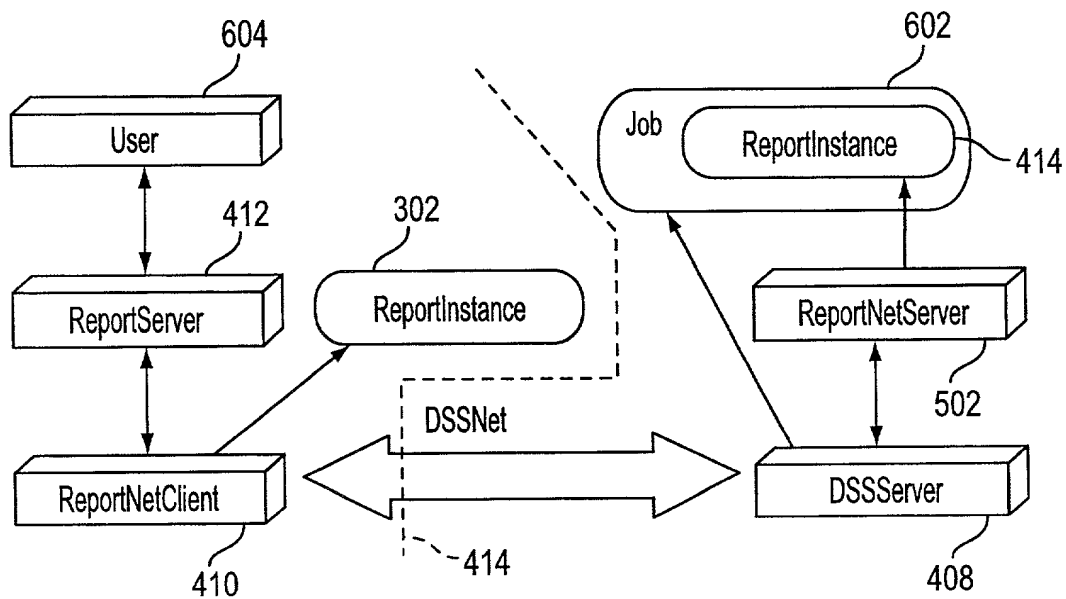 604
602
User
Job
ReportInstance
414
412
302
ReportServer
ReportInstance
ReportNetServer
502
DSSNet
ReportNetClient
DSSServer
410
414
408